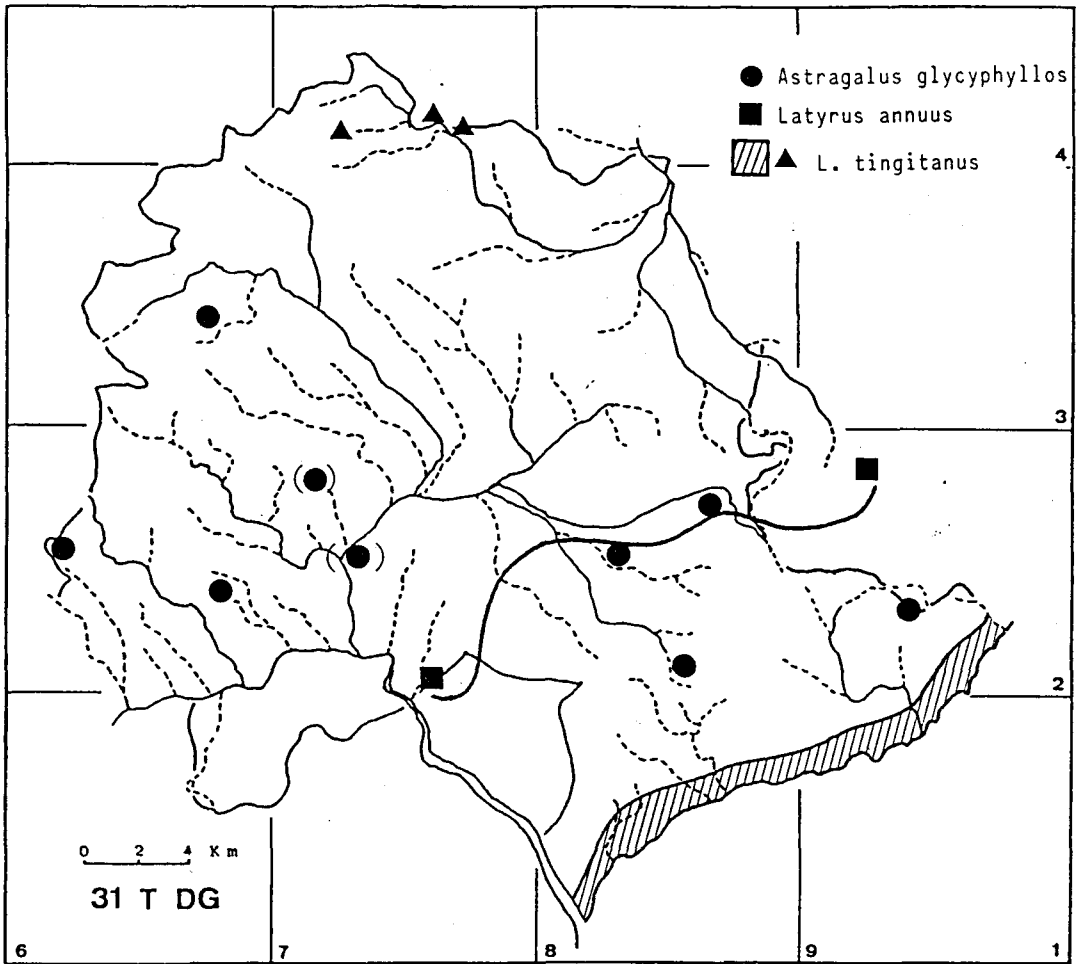 Astragalus glycyphyllos
Latyrus annuus
L. tingitanus
4
3
2
0 2 4 Km
31 T DG
6 7 8 9 1